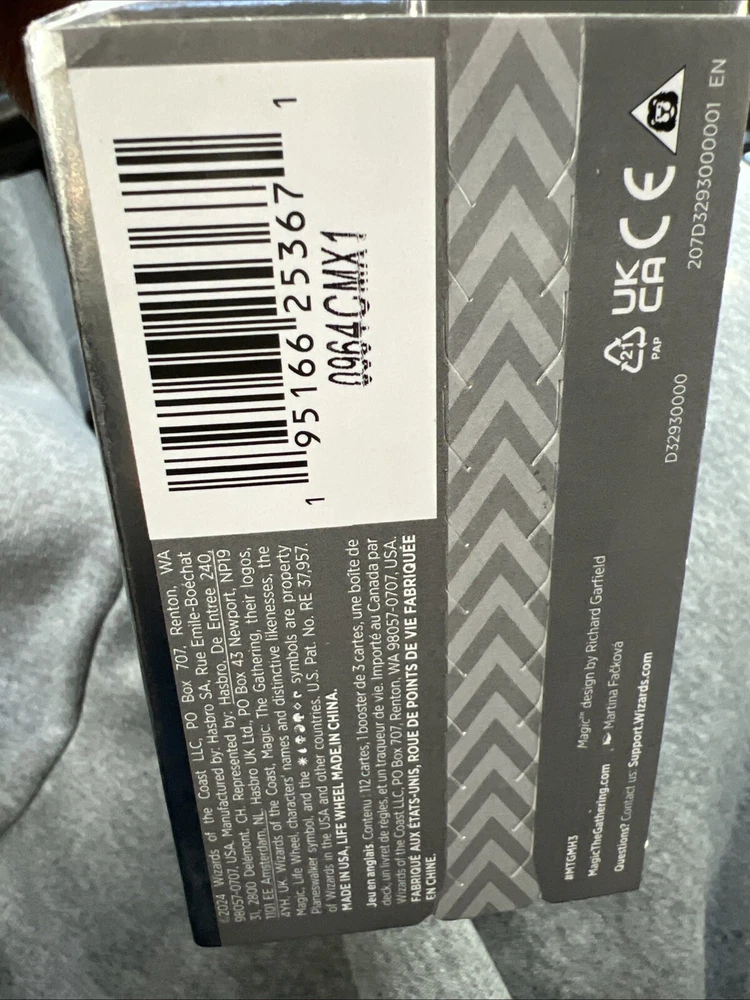 ©2024 Wizards of the Coast LLC, PO Box 707, Renton, WA
98057-0707, USA. Manufactured by: Hasbro SA, Rue Emile-Boéchat
31, 2800 Delémont, CH. Represented by: Hasbro, De Entree 240,
1101 EE Amsterdam, NL. Hasbro UK Ltd., PO Box 43 Newport, NP19
4YH, UK. Wizards of the Coast, Magic: The Gathering, their logos,
Magic, Life Wheel, characters' names and distinctive likenesses, the
Planeswalker symbol, and the symbols are property
of Wizards in the USA and other countries. U.S. Pat. No. RE 37,957.
MADE IN USA, LIFE WHEEL MADE IN CHINA.
Jeu en anglais. Contenu : 112 cartes, 1 booster de 3 cartes, une boîte de
deck, un livret de règles, et un traqueur de vie. Importé au Canada par
Wizards of the Coast LLC, PO Box 707, Renton, WA 98057-0707, USA.
FABRIQUÉ AUX ÉTATS-UNIS, ROUE DE POINTS DE VIE FABRIQUÉE
EN CHINE.
1 95166 25367 1
0964CMX1
#MTGMH3
MagicTheGathering.com
Questions? Contact us: Support.Wizards.com
Magic™ design by Richard Garfield
Martina Fačková
D32930000
21
PAP
UK
CA
CE
207D3293000001 EN